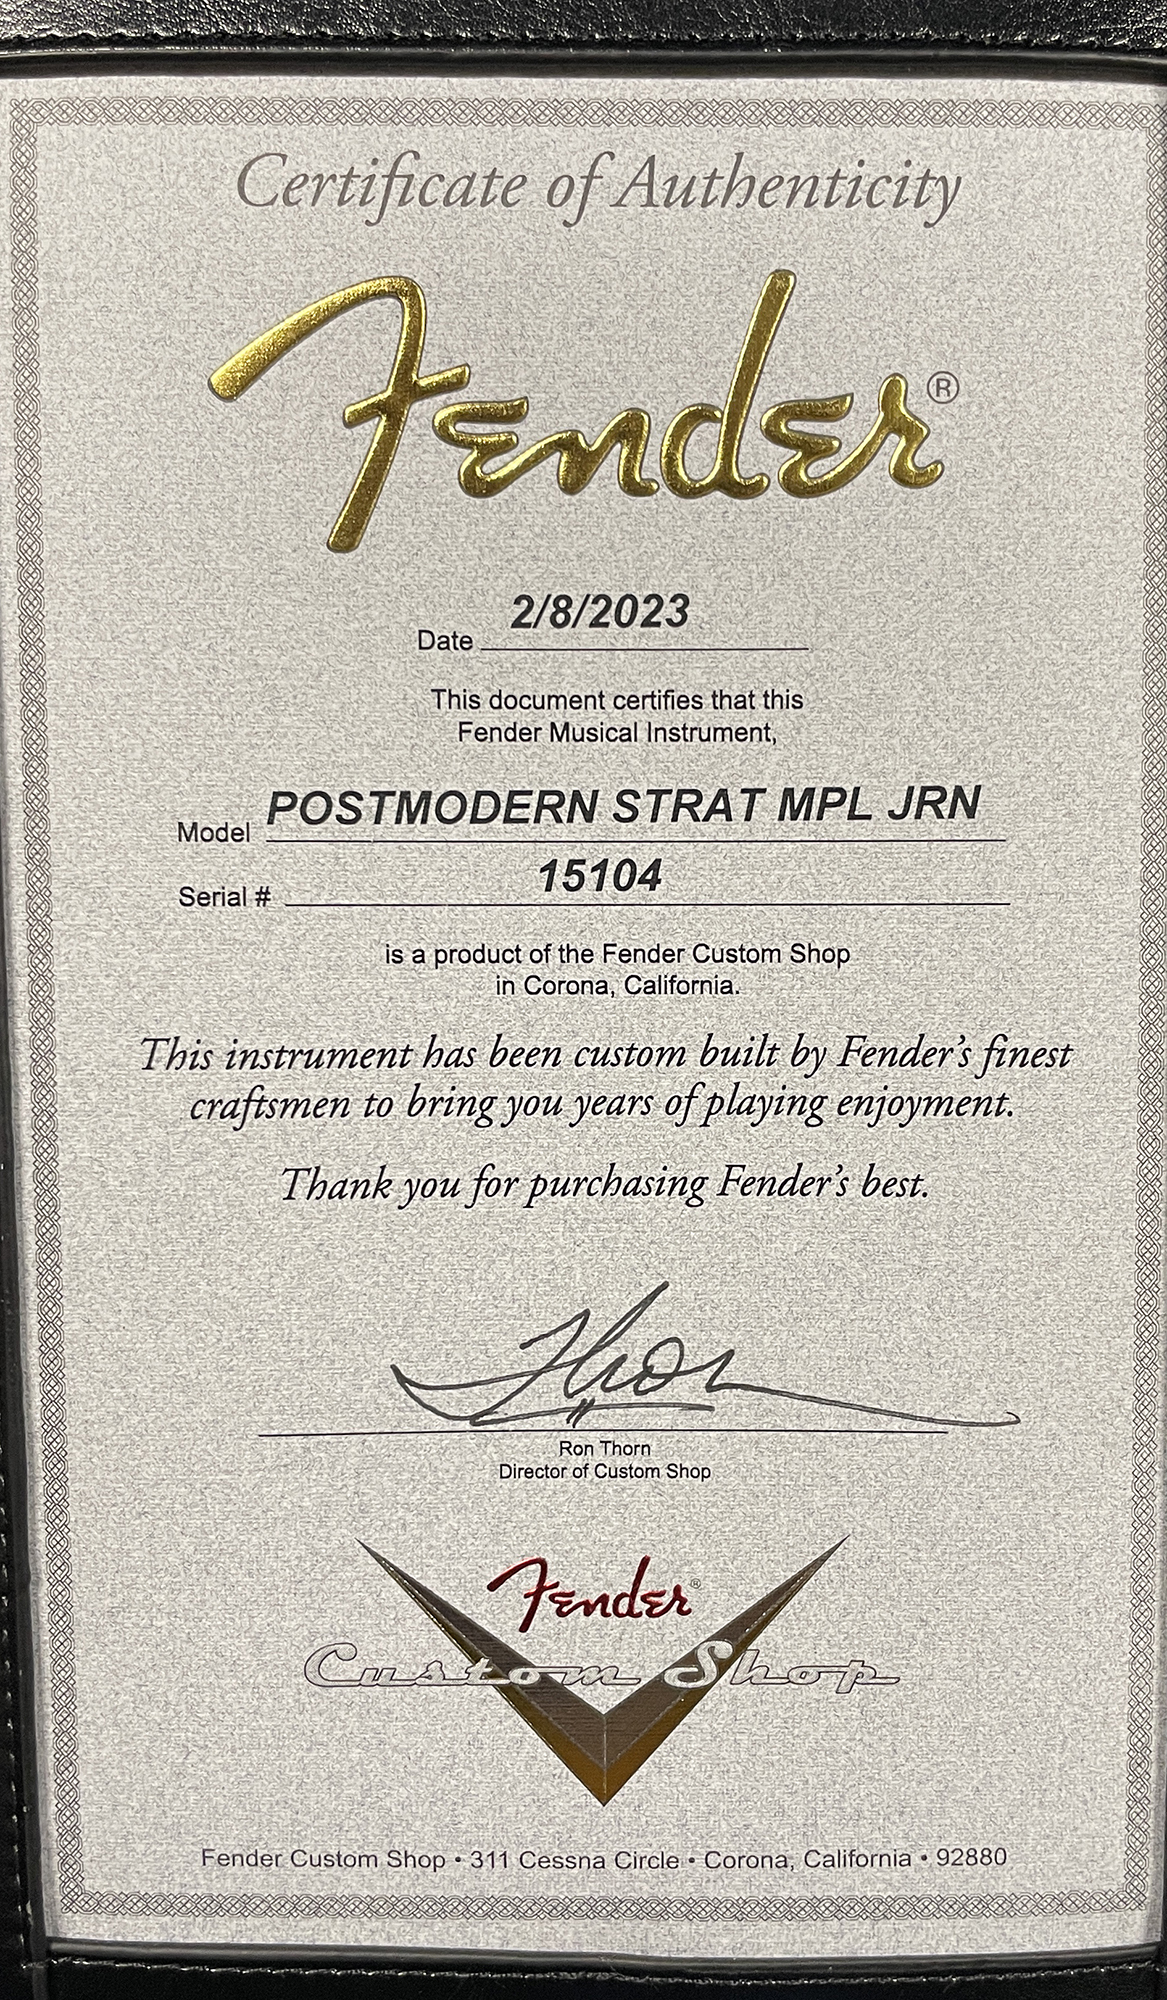 Certificate of Authenticity
Fender®
Date 2/8/2023
This document certifies that this
Fender Musical Instrument,
Model POSTMODERN STRAT MPL JRN
Serial # 15104
is a product of the Fender Custom Shop
in Corona, California.
This instrument has been custom built by Fender's finest
craftsmen to bring you years of playing enjoyment.
Thank you for purchasing Fender's best.
Thorn
Ron Thorn
Director of Custom Shop
Fender®
Custom Shop
Fender Custom Shop • 311 Cessna Circle • Corona, California • 92880